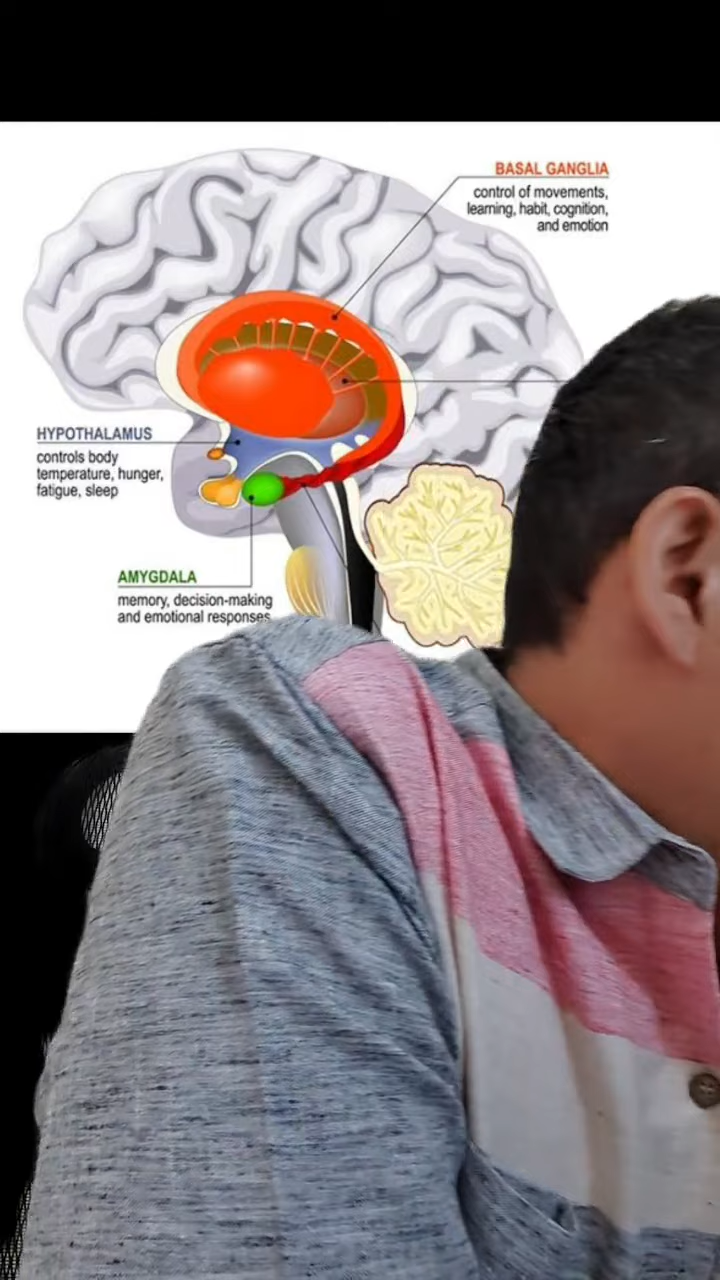 BASAL GANGLIA
control of movements,
learning, habit, cognition,
and emotion
HYPOTHALAMUS
controls body
temperature, hunger,
fatigue, sleep
AMYGDALA
memory, decision-making
and emotional responses